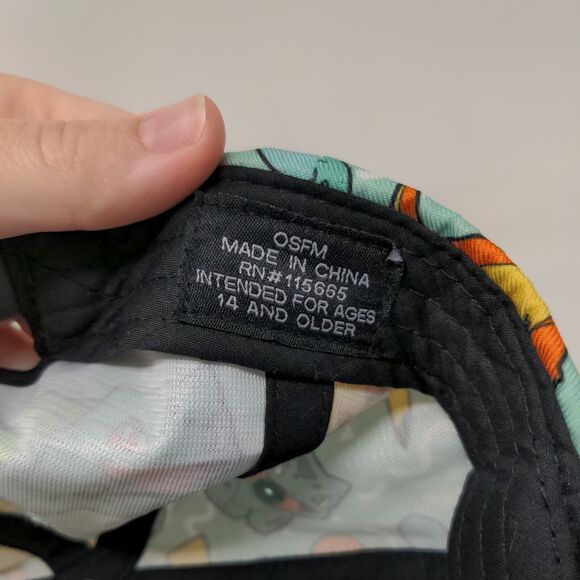 OSFM
MADE IN CHINA
RN#115665
INTENDED FOR AGES
14 AND OLDER